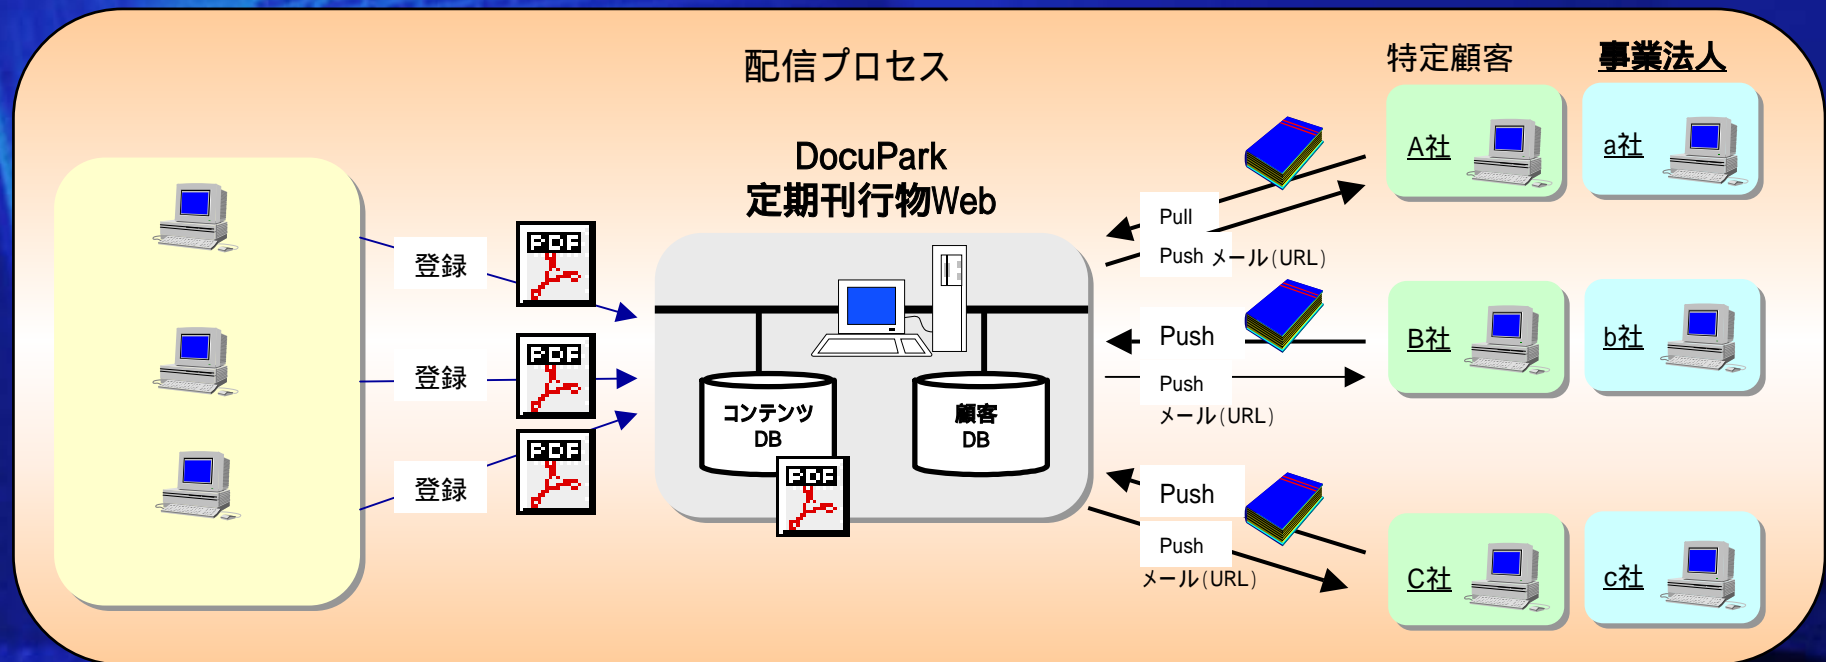 配信プロセス
特定顧客
事業法人
DocuPark
定期刊行物Web
登録
PDF
登録
PDF
登録
PDF
コンテンツ
DB
顧客
DB
PDF
Pull
Push メール(URL)
Push
Push
メール(URL)
Push
Push
メール(URL)
A社
a社
B社
b社
C社
c社